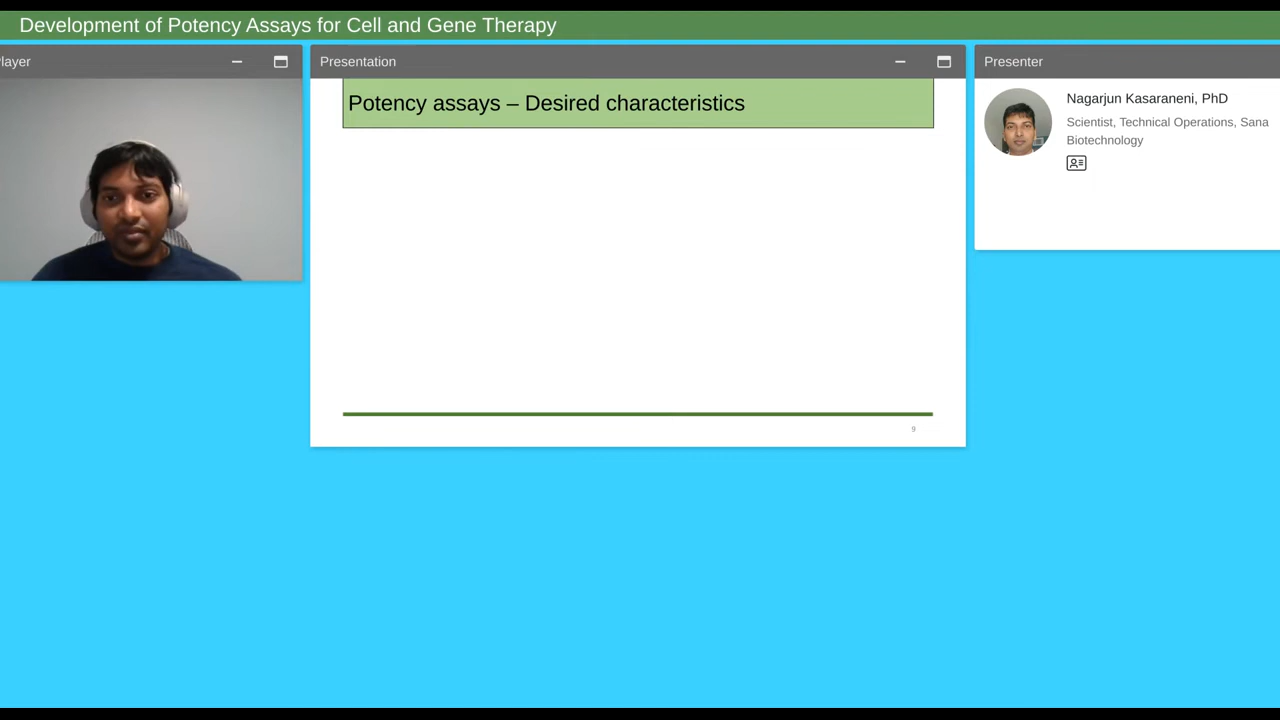 Development of Potency Assays for Cell and Gene Therapy
layer
Presentation
Presenter
Potency assays – Desired characteristics
Nagarjun Kasaraneni, PhD
Scientist, Technical Operations, Sana
Biotechnology
9